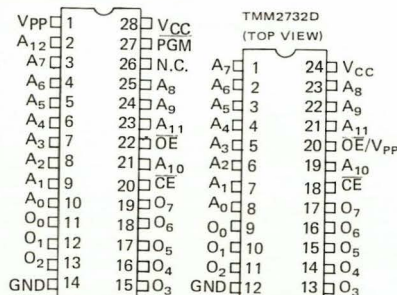 VPP 1 28 VCC
A12 2 27 PGM
A7 3 26 N.C.
A6 4 25 A8
A5 5 24 A9
A4 6 23 A11
A3 7 22 OE
A2 8 21 A10
A1 9 20 CE
A0 10 19 O7
O0 11 18 O6
O1 12 17 O5
O2 13 16 O4
GND 14 15 O3
TMM2732D
(TOP VIEW)
A7 1 24 VCC
A6 2 23 A8
A5 3 22 A9
A4 4 21 A11
A3 5 20 OE/VPP
A2 6 19 A10
A1 7 18 CE
A0 8 17 O7
O0 9 16 O6
O1 10 15 O5
O2 11 14 O4
GND 12 13 O3